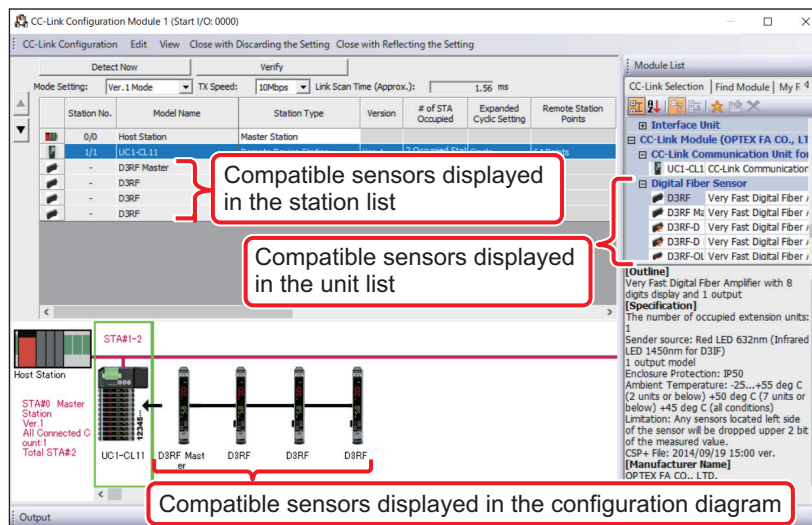 CC-Link Configuration Module 1 (Start I/O: 0000)
CC-Link Configuration Edit View Close with Discarding the Setting Close with Reflecting the Setting
Detect Now Verify
Mode Setting: Ver.1 Mode TX Speed: 10Mbps Link Scan Time (Approx.): 1.56 ms
Station No. Model Name Station Type Version # of STA Occupied Expanded Cyclic Setting Remote Station Points
0/0 Host Station Master Station
1/1 UC1-CL11
- D3RF Master
- D3RF
- D3RF
- D3RF
Compatible sensors displayed
in the station list
Compatible sensors displayed
in the unit list
Module List
CC-Link Selection Find Module My F
Interface Unit
CC-Link Module (OPTEX FA CO., LT
CC-Link Communication Unit for
UC1-CL1 CC-Link Communication
Digital Fiber Sensor
D3RF Very Fast Digital Fiber
D3RF Ma Very Fast Digital Fiber
D3RF-D Very Fast Digital Fiber
D3RF-D Very Fast Digital Fiber
D3RF-OL Very Fast Digital Fiber
[Outline]
Very Fast Digital Fiber Amplifier with 8
digits display and 1 output
[Specification]
The number of occupied extension units:
1
Sender source: Red LED 632nm (Infrared
LED 1450nm for D3IF)
1 output model
Enclosure Protection: IP50
Ambient Temperature: -25...+55 deg C
(2 units or below) +50 deg C (7 units or
below) +45 deg C (all conditions)
Limitation: Any sensors located left side
of the sensor will be dropped upper 2 bit
of the measured value.
CSP+ File: 2014/09/19 15:00 ver.
[Manufacturer Name]
OPTEX FA CO., LTD.
STA#1-2
Host Station
STA#0 Master
Station
Ver.1
All Connected C
ount:1
Total STA#:2
12345...
UC1-CL11
D3RF Mast
er
D3RF
D3RF
D3RF
Compatible sensors displayed in the configuration diagram
Output